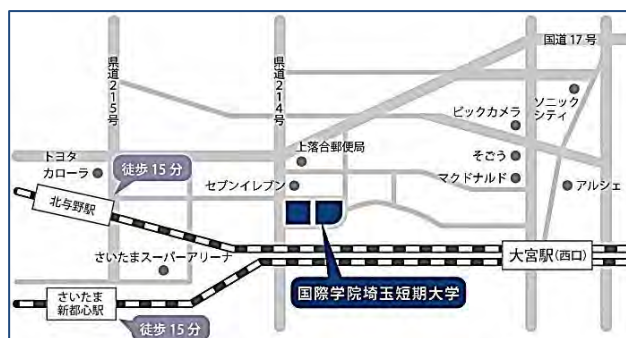 国道17号
県道215号
県道214号
ソニック
シティ
ビックカメラ
上落合郵便局
そごう
トヨタ
カローラ
徒歩15分
セブンイレブン
マクドナルド
アルシェ
北与野駅
さいたまスーパーアリーナ
大宮駅(西口)
国際学院埼玉短期大学
さいたま
新都心駅
徒歩15分